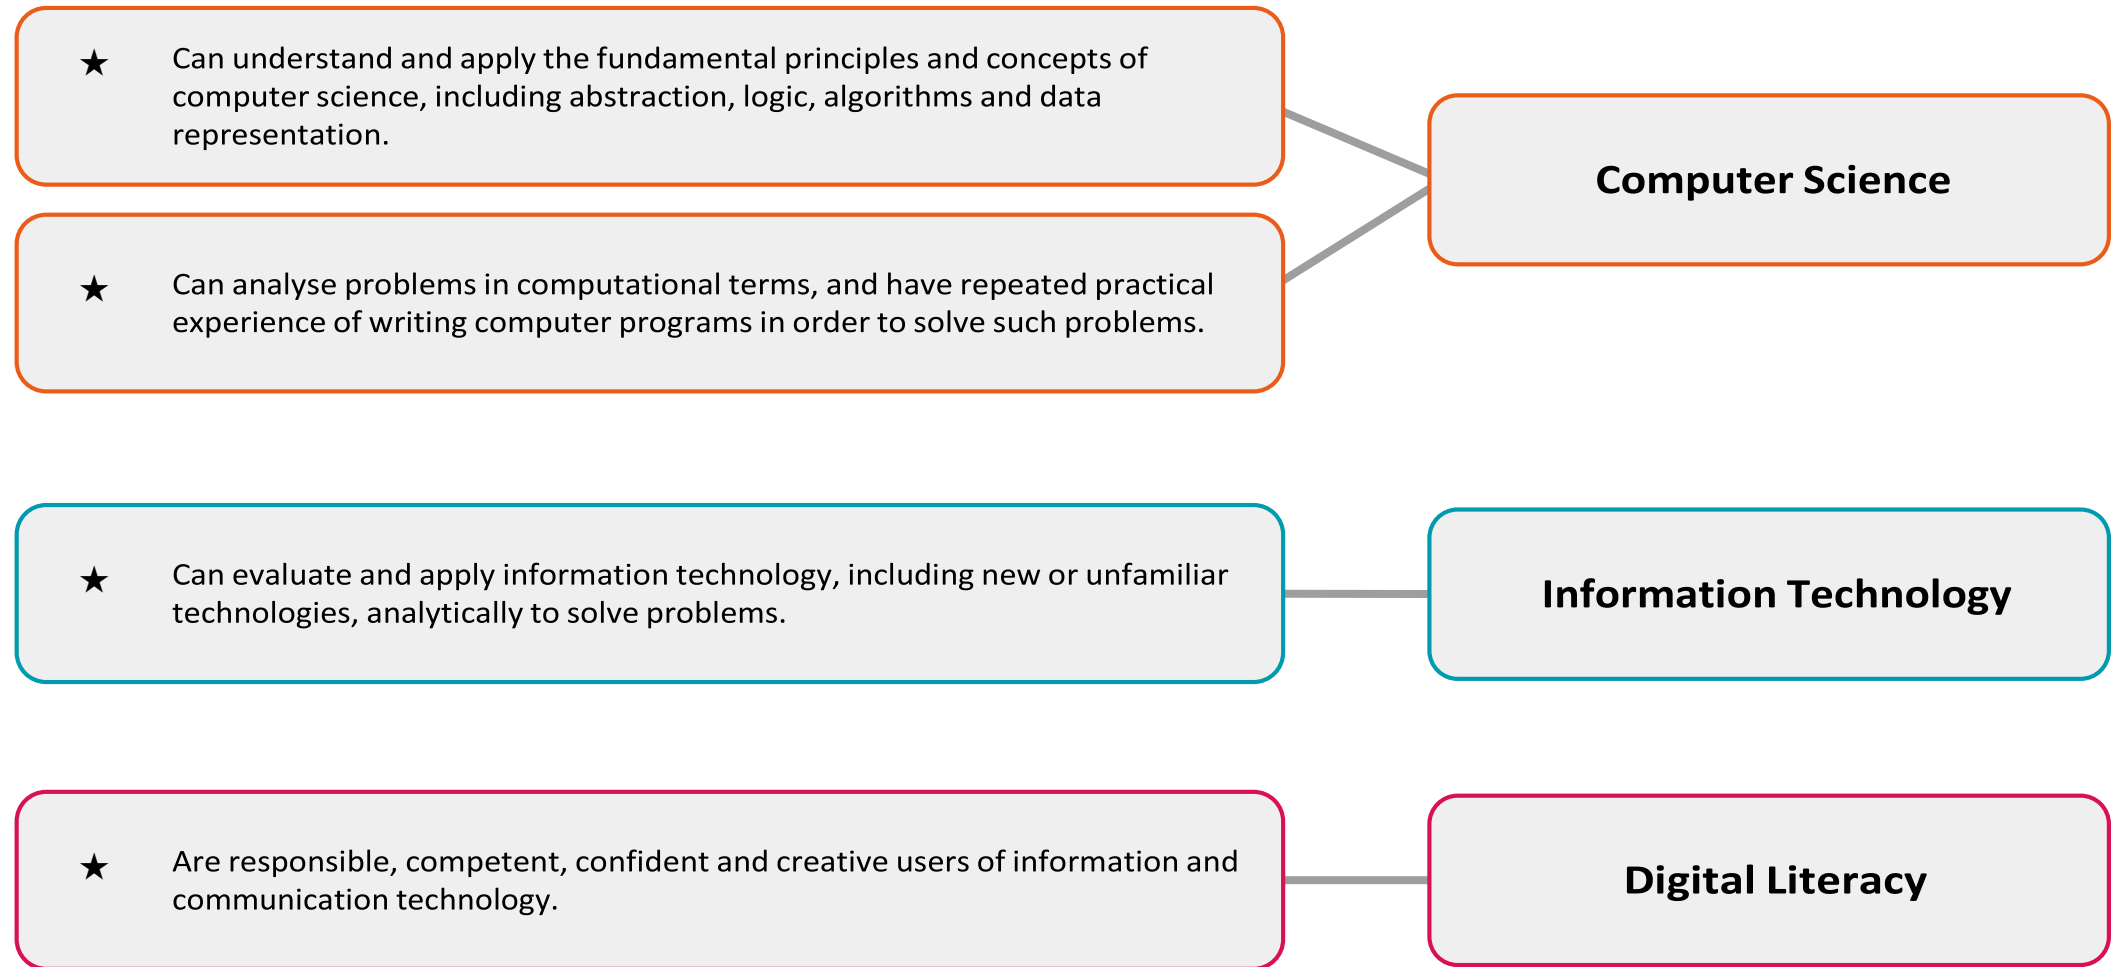 ★ Can understand and apply the fundamental principles and concepts of
computer science, including abstraction, logic, algorithms and data
representation.
Computer Science
★ Can analyse problems in computational terms, and have repeated practical
experience of writing computer programs in order to solve such problems.
★ Can evaluate and apply information technology, including new or unfamiliar
technologies, analytically to solve problems.
Information Technology
★ Are responsible, competent, confident and creative users of information and
communication technology.
Digital Literacy